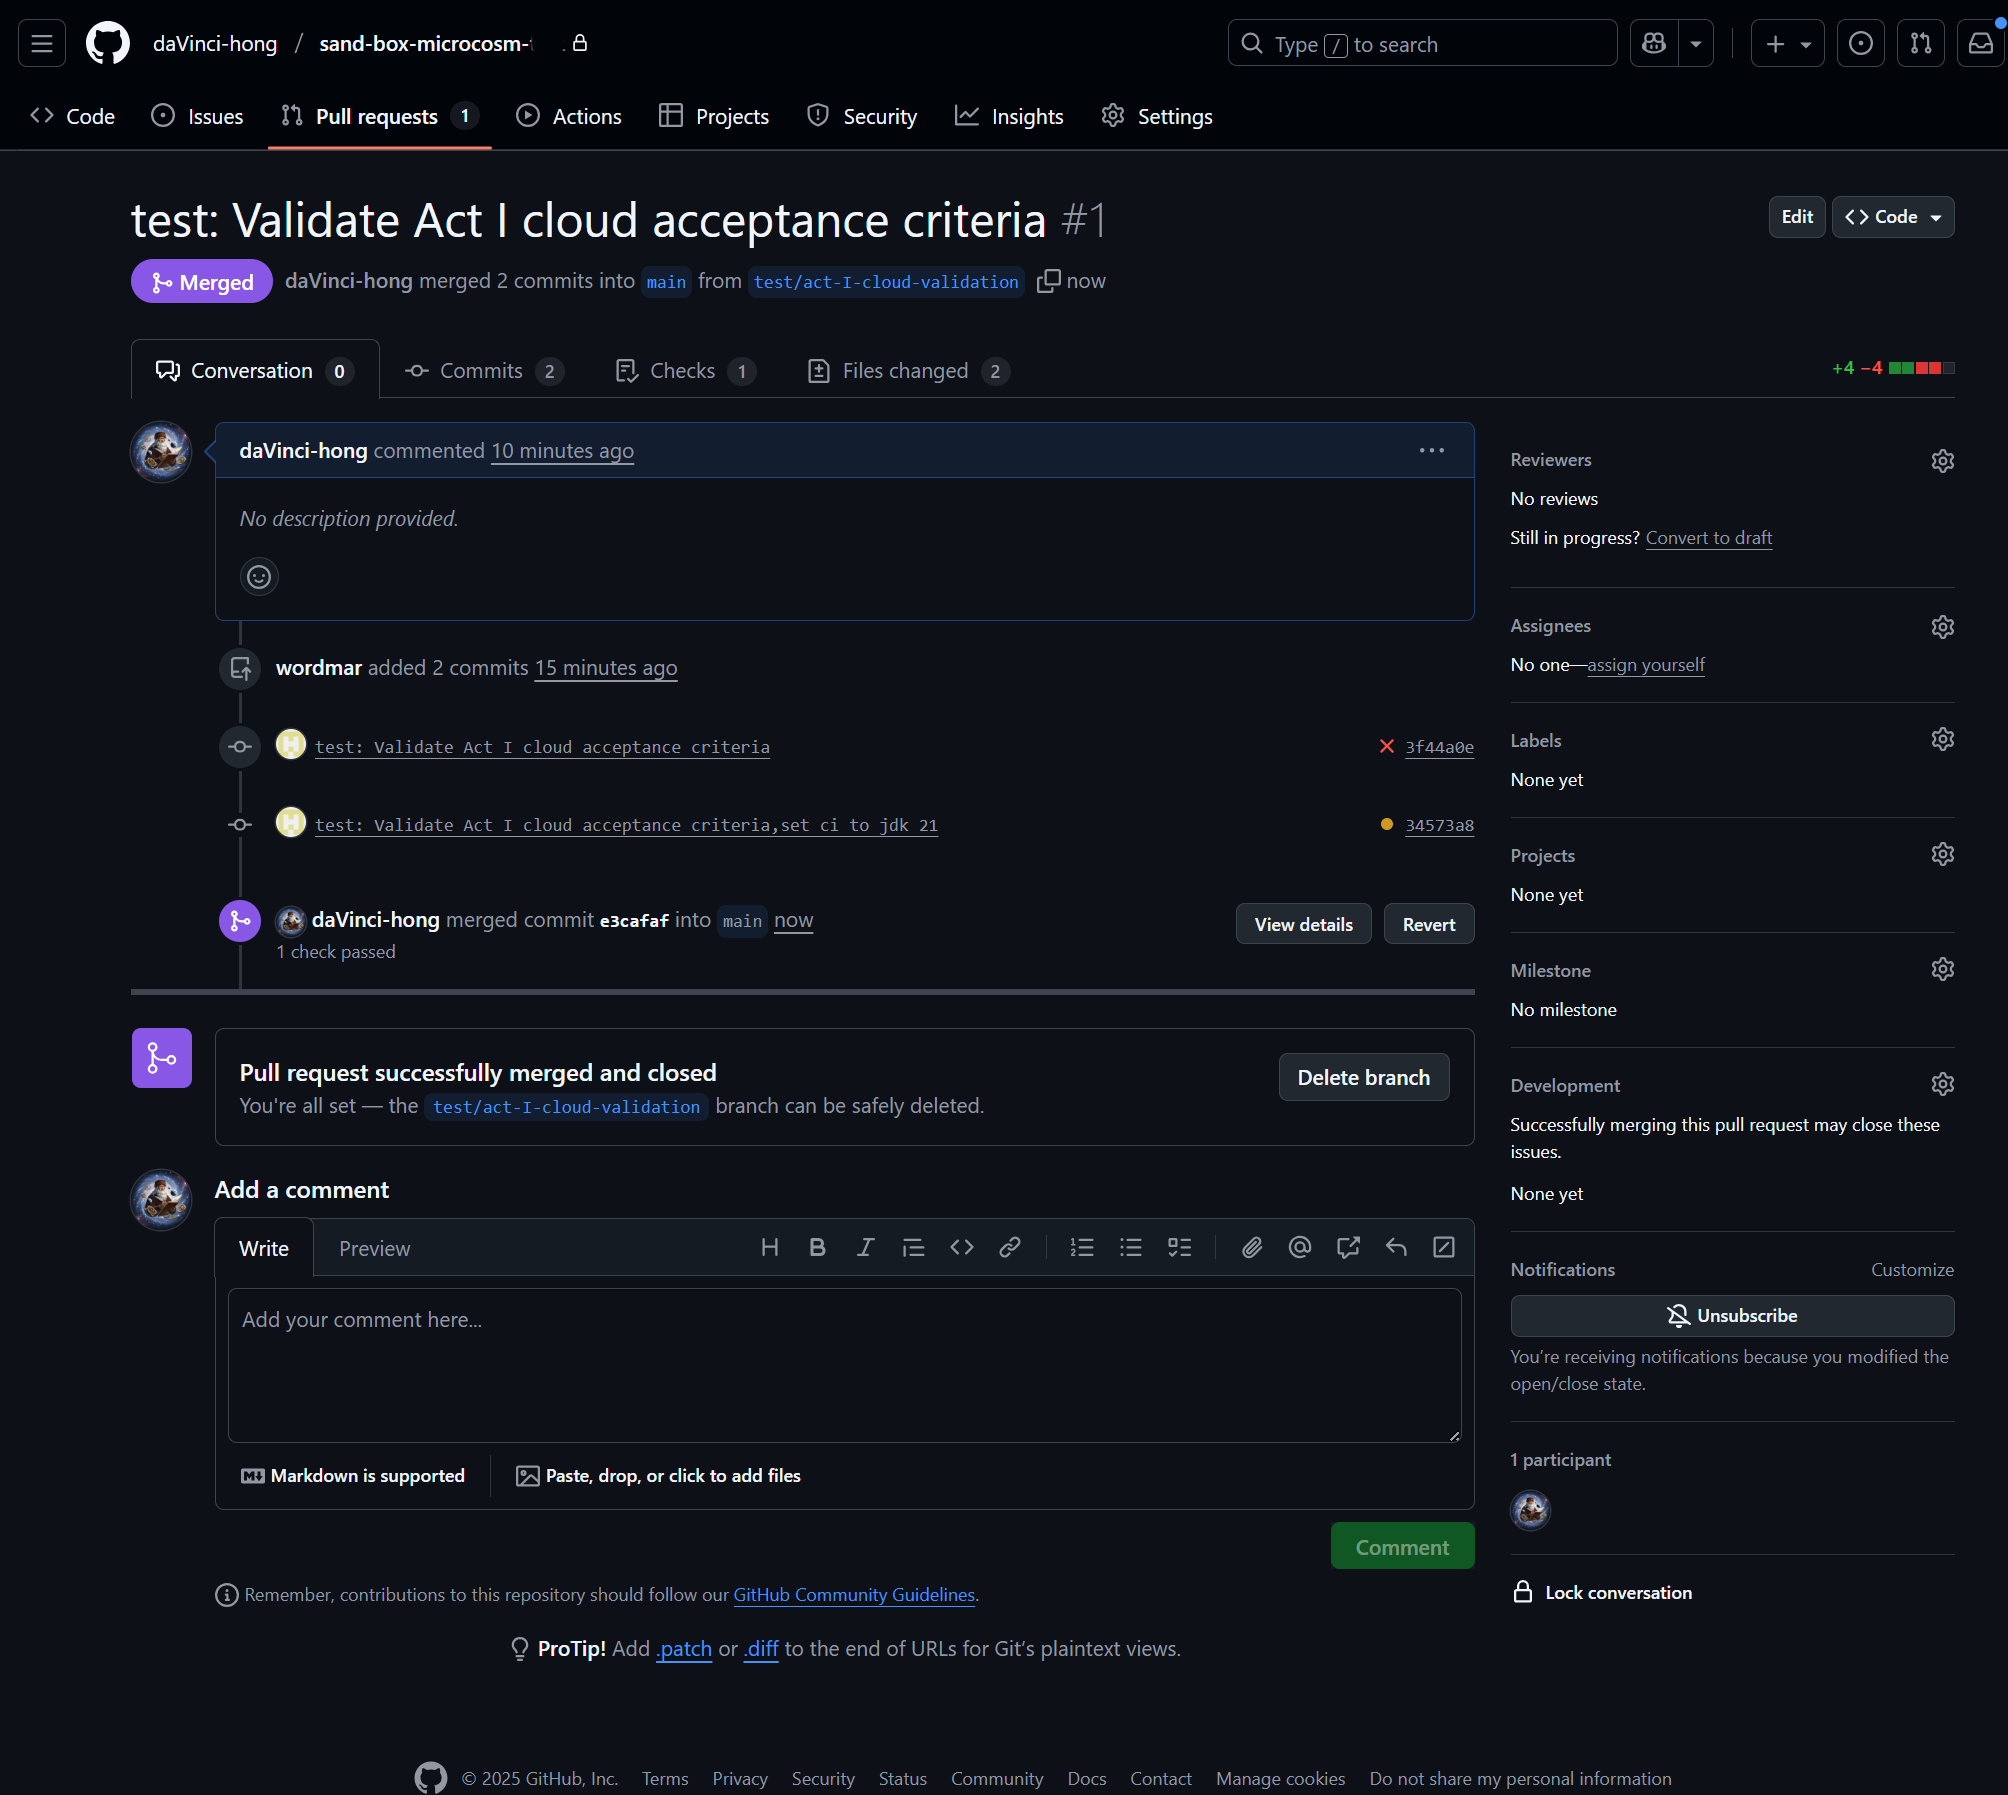 daVinci-hong / sand-box-microcosm-
Type / to search
Code
Issues
Pull requests 1
Actions
Projects
Security
Insights
Settings
test: Validate Act I cloud acceptance criteria #1
Edit
Code
Merged
daVinci-hong merged 2 commits into main from test/act-I-cloud-validation now
Conversation 0
Commits 2
Checks 1
Files changed 2
+4 −4
daVinci-hong commented 10 minutes ago
No description provided.
wordmar added 2 commits 15 minutes ago
test: Validate Act I cloud acceptance criteria
3f44a0e
test: Validate Act I cloud acceptance criteria,set ci to jdk 21
34573a8
daVinci-hong merged commit e3cafaf into main now
1 check passed
View details
Revert
Pull request successfully merged and closed
You're all set — the test/act-I-cloud-validation branch can be safely deleted.
Delete branch
Add a comment
Write
Preview
Add your comment here...
Markdown is supported
Paste, drop, or click to add files
Comment
Remember, contributions to this repository should follow our GitHub Community Guidelines.
ProTip! Add .patch or .diff to the end of URLs for Git's plaintext views.
Reviewers
No reviews
Still in progress? Convert to draft
Assignees
No one—assign yourself
Labels
None yet
Projects
None yet
Milestone
No milestone
Development
Successfully merging this pull request may close these
issues.
None yet
Notifications
Customize
Unsubscribe
You're receiving notifications because you modified the
open/close state.
1 participant
Lock conversation
© 2025 GitHub, Inc.
Terms
Privacy
Security
Status
Community
Docs
Contact
Manage cookies
Do not share my personal information